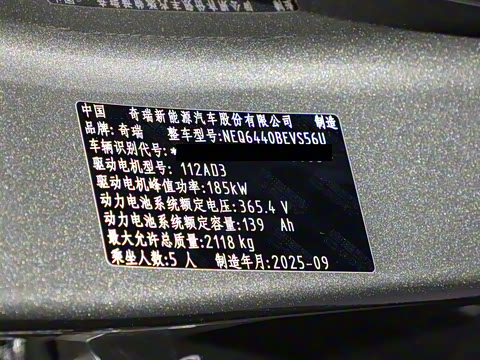 中国 奇瑞新能源汽车股份有限公司 制造
品牌: 奇瑞 整车型号:NEQ6440BEVS56U
车辆识别代号: *
驱动电机型号: 112AD3
驱动电机峰值功率:185kW
动力电池系统额定电压:365.4 V
动力电池系统额定容量:139 Ah
最大允许总质量:2118 kg
乘坐人数:5 人 制造年月:2025-09